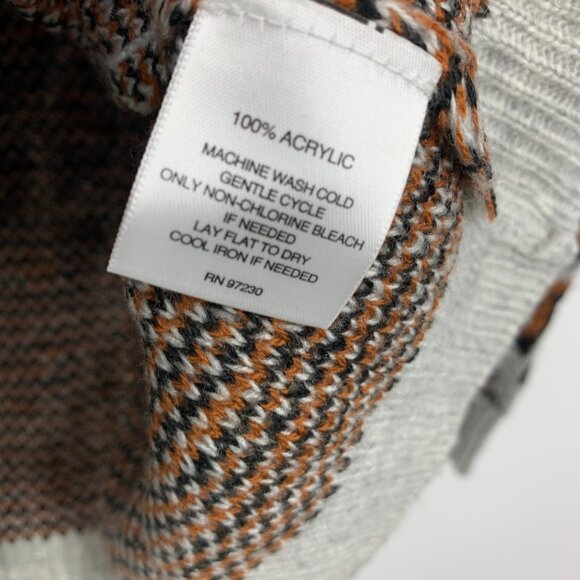 100% ACRYLIC
MACHINE WASH COLD
GENTLE CYCLE
ONLY NON-CHLORINE BLEACH
IF NEEDED
LAY FLAT TO DRY
COOL IRON IF NEEDED
RN 97230